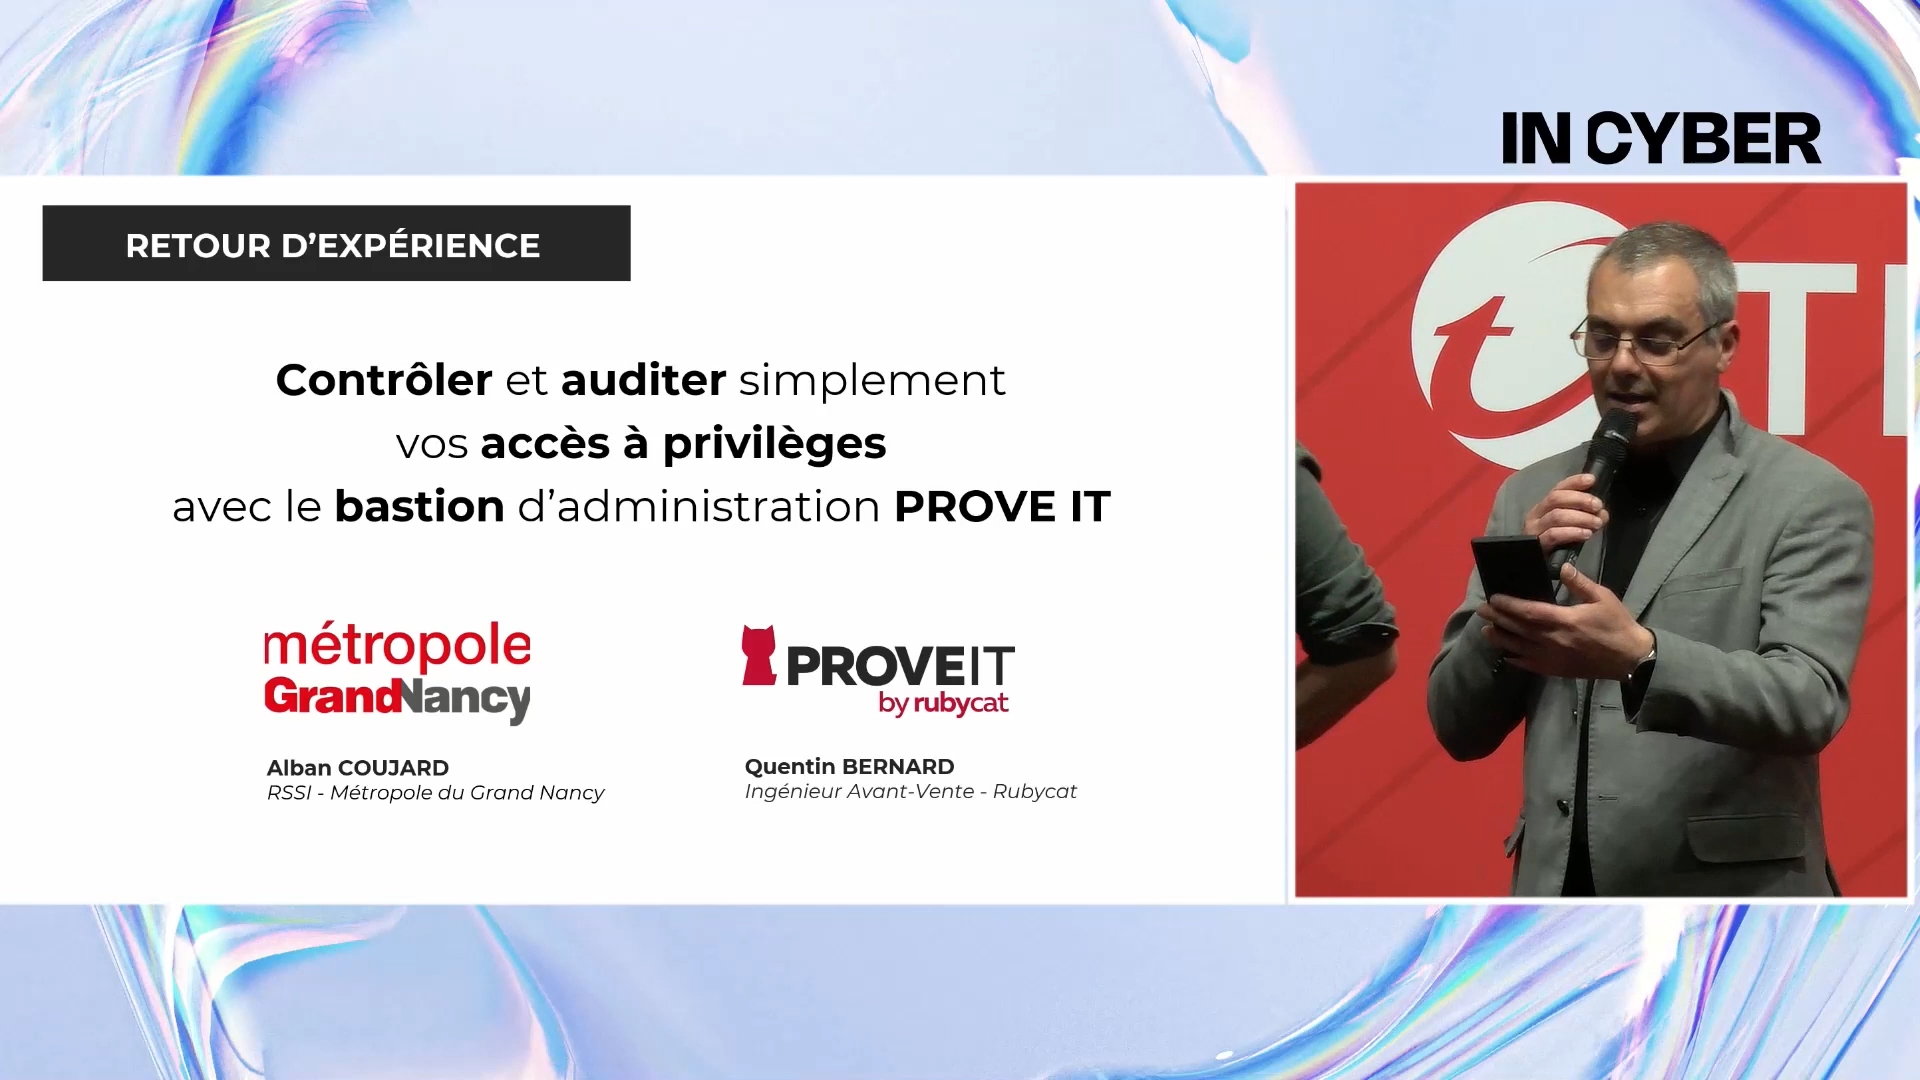 IN CYBER
RETOUR D’EXPÉRIENCE
Contrôler et auditer simplement
vos accès à privilèges
avec le bastion d’administration PROVE IT
métropole
GrandNancy
Alban COUJARD
RSSI - Métropole du Grand Nancy
PROVEIT
by rubycat
Quentin BERNARD
Ingénieur Avant-Vente - Rubycat